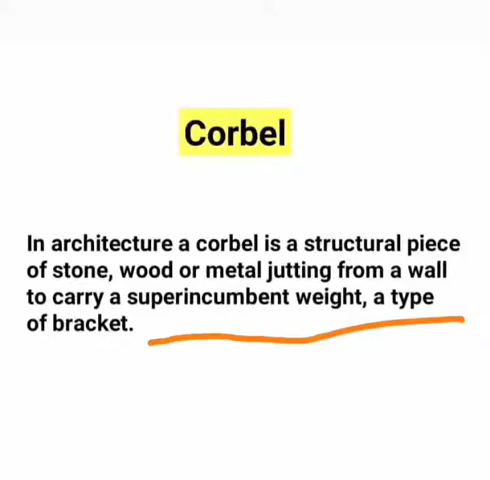 Corbel
In architecture a corbel is a structural piece
of stone, wood or metal jutting from a wall
to carry a superincumbent weight, a type
of bracket.